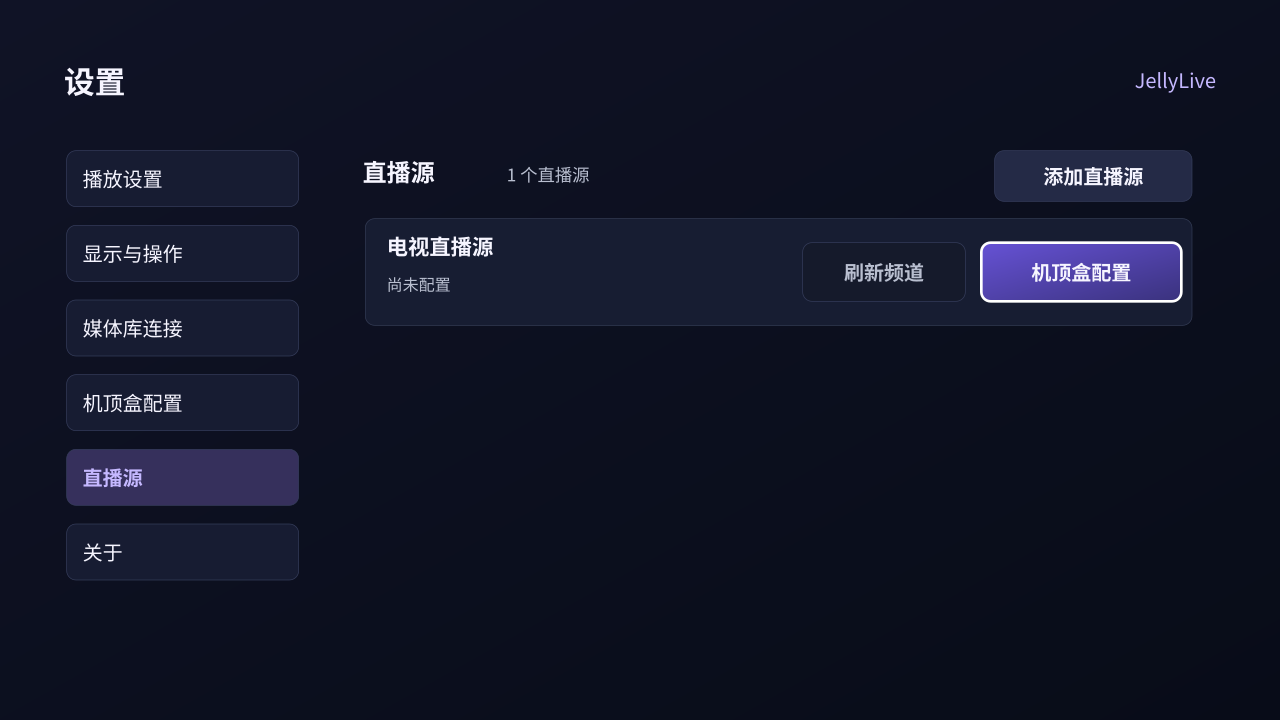 设置
JellyLive
播放设置
显示与操作
媒体库连接
机顶盒配置
直播源
关于
直播源
1 个直播源
添加直播源
电视直播源
尚未配置
刷新频道
机顶盒配置